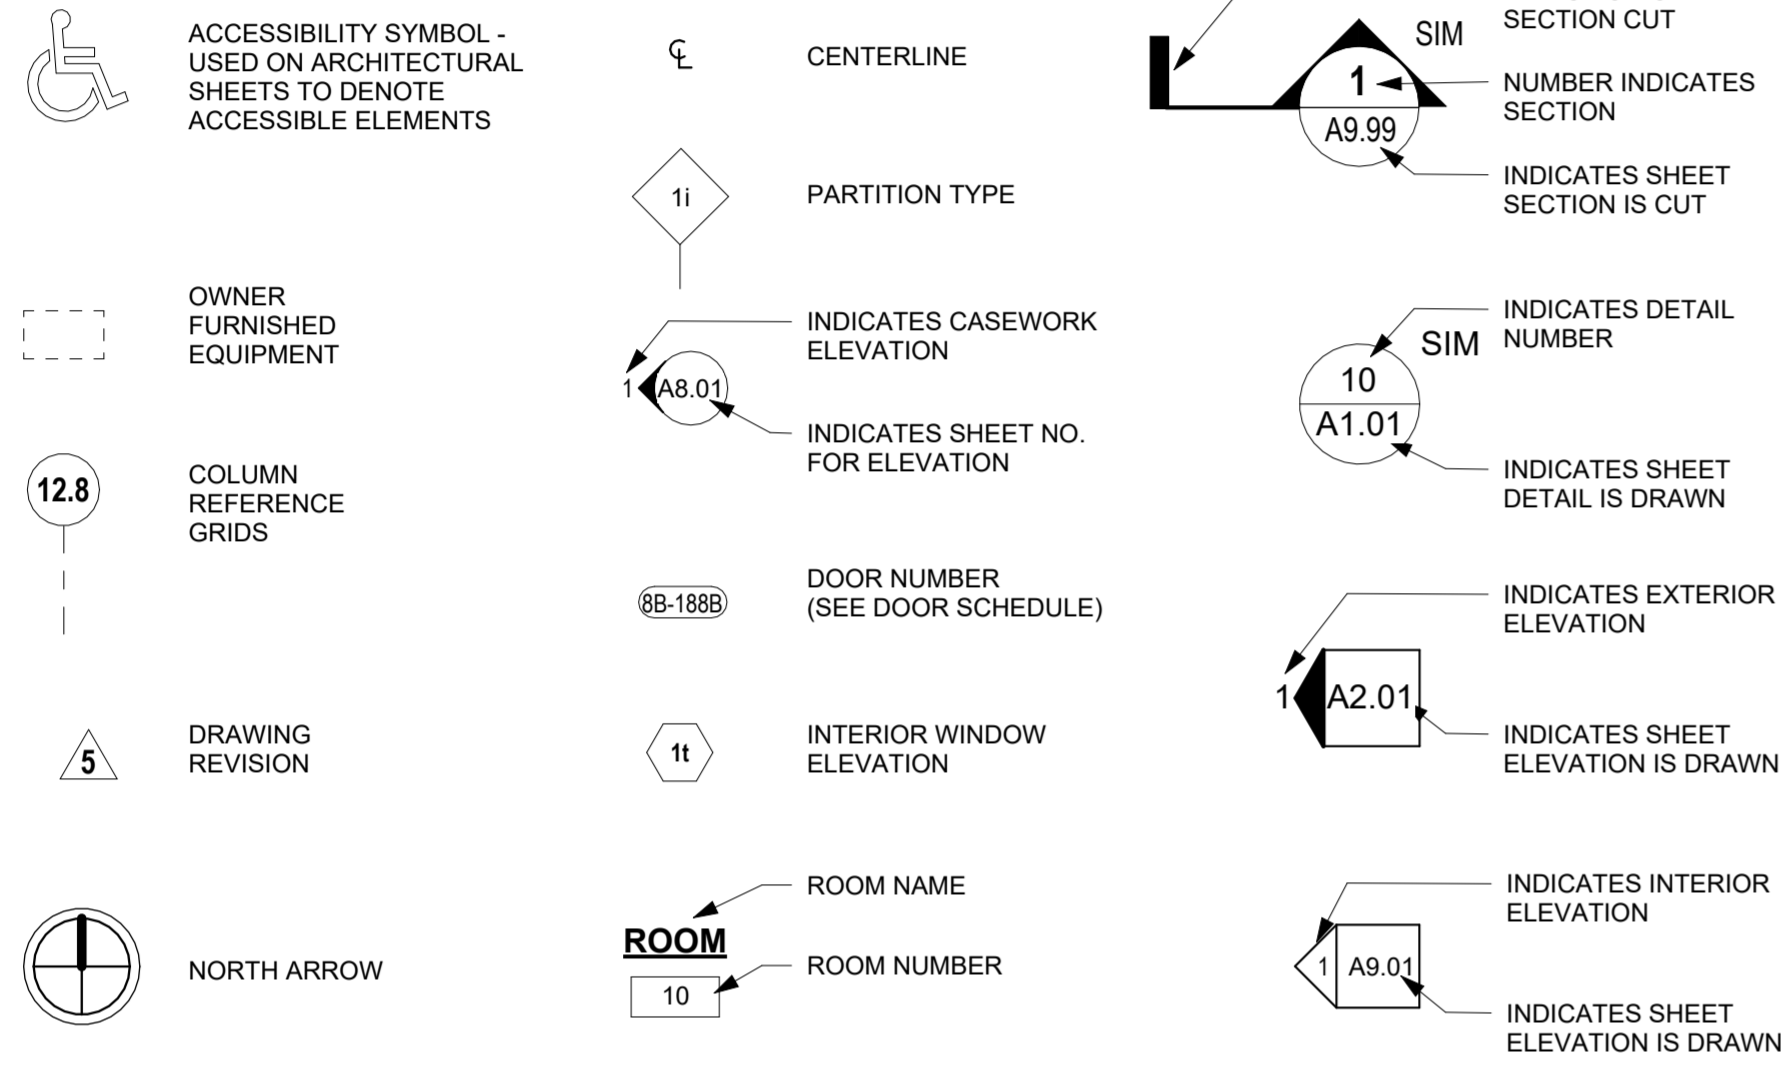 ACCESSIBILITY SYMBOL -
USED ON ARCHITECTURAL
SHEETS TO DENOTE
ACCESSIBLE ELEMENTS
OWNER
FURNISHED
EQUIPMENT
12.8
COLUMN
REFERENCE
GRIDS
5
DRAWING
REVISION
NORTH ARROW
℄
CENTERLINE
1i
PARTITION TYPE
INDICATES CASEWORK
ELEVATION
1
A8.01
INDICATES SHEET NO.
FOR ELEVATION
8B-188B
DOOR NUMBER
(SEE DOOR SCHEDULE)
1t
INTERIOR WINDOW
ELEVATION
ROOM NAME
ROOM
ROOM NUMBER
10
SECTION CUT
SIM
1
NUMBER INDICATES
SECTION
A9.99
INDICATES SHEET
SECTION IS CUT
INDICATES DETAIL
NUMBER
SIM
10
A1.01
INDICATES SHEET
DETAIL IS DRAWN
INDICATES EXTERIOR
ELEVATION
1
A2.01
INDICATES SHEET
ELEVATION IS DRAWN
INDICATES INTERIOR
ELEVATION
1
A9.01
INDICATES SHEET
ELEVATION IS DRAWN